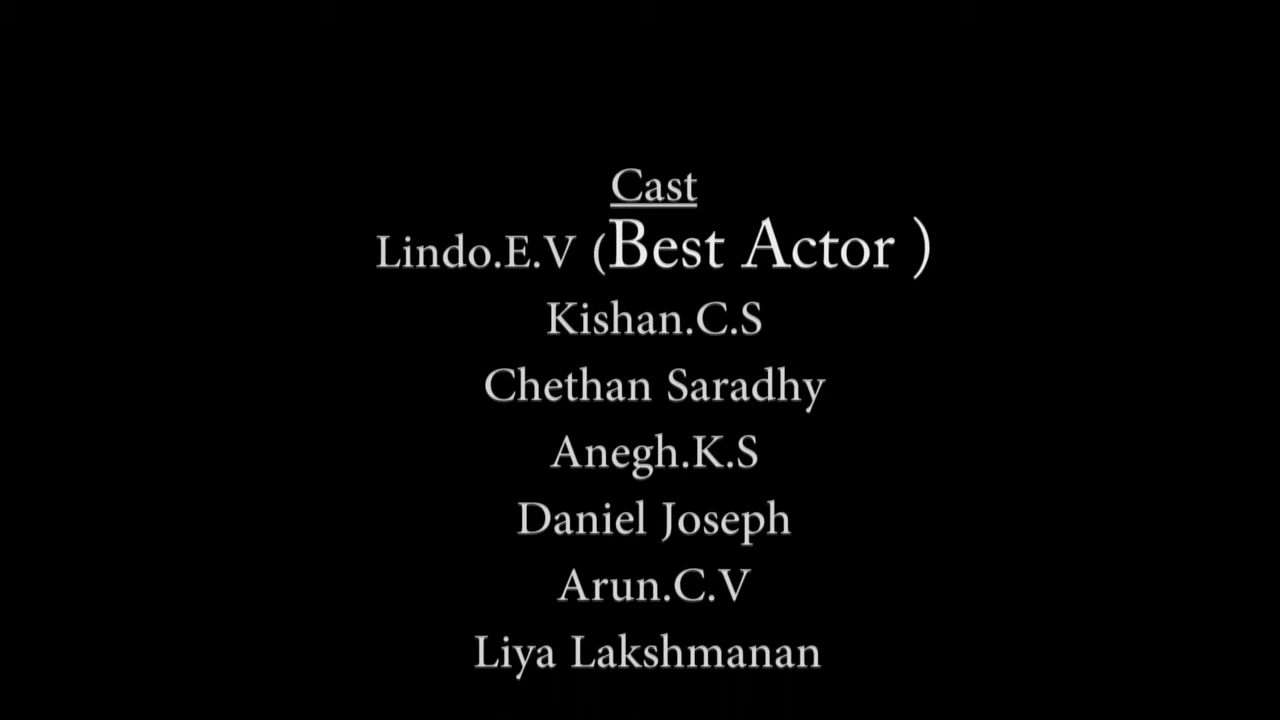 Cast
Lindo.E.V (Best Actor )
Kishan.C.S
Chethan Saradhy
Anegh.K.S
Daniel Joseph
Arun.C.V
Liya Lakshmanan